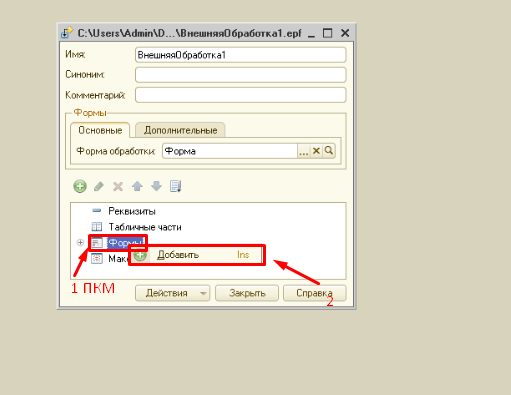 C:\Users\Admin\D...\ВнешняяОбработка1.epf
Имя: ВнешняяОбработка1
Синоним:
Комментарий:
Формы
Основные Дополнительные
Форма обработки: Форма
Реквизиты
Табличные части
Формы
Добавить Ins
Мак
1 ПКМ
Действия Закрыть Справка
2